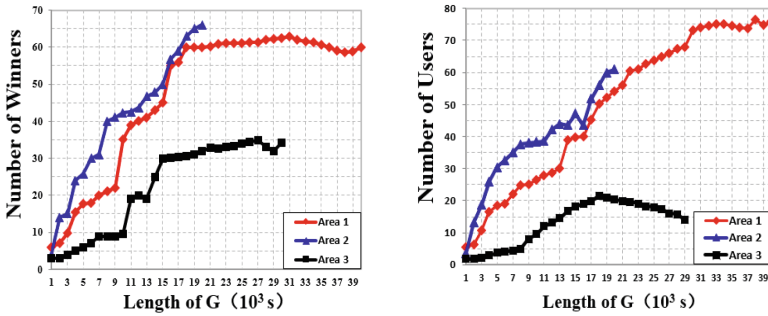 Number of Winners
70
60
50
40
30
20
10
0
1 3 5 7 9 11 13 15 17 19 21 23 25 27 29 31 33 35 37 39
Length of G（10³ s）
Area 1
Area 2
Area 3
Number of Users
80
70
60
50
40
30
20
10
0
1 3 5 7 9 11 13 15 17 19 21 23 25 27 29 31 33 35 37 39
Length of G（10³ s）
Area 1
Area 2
Area 3